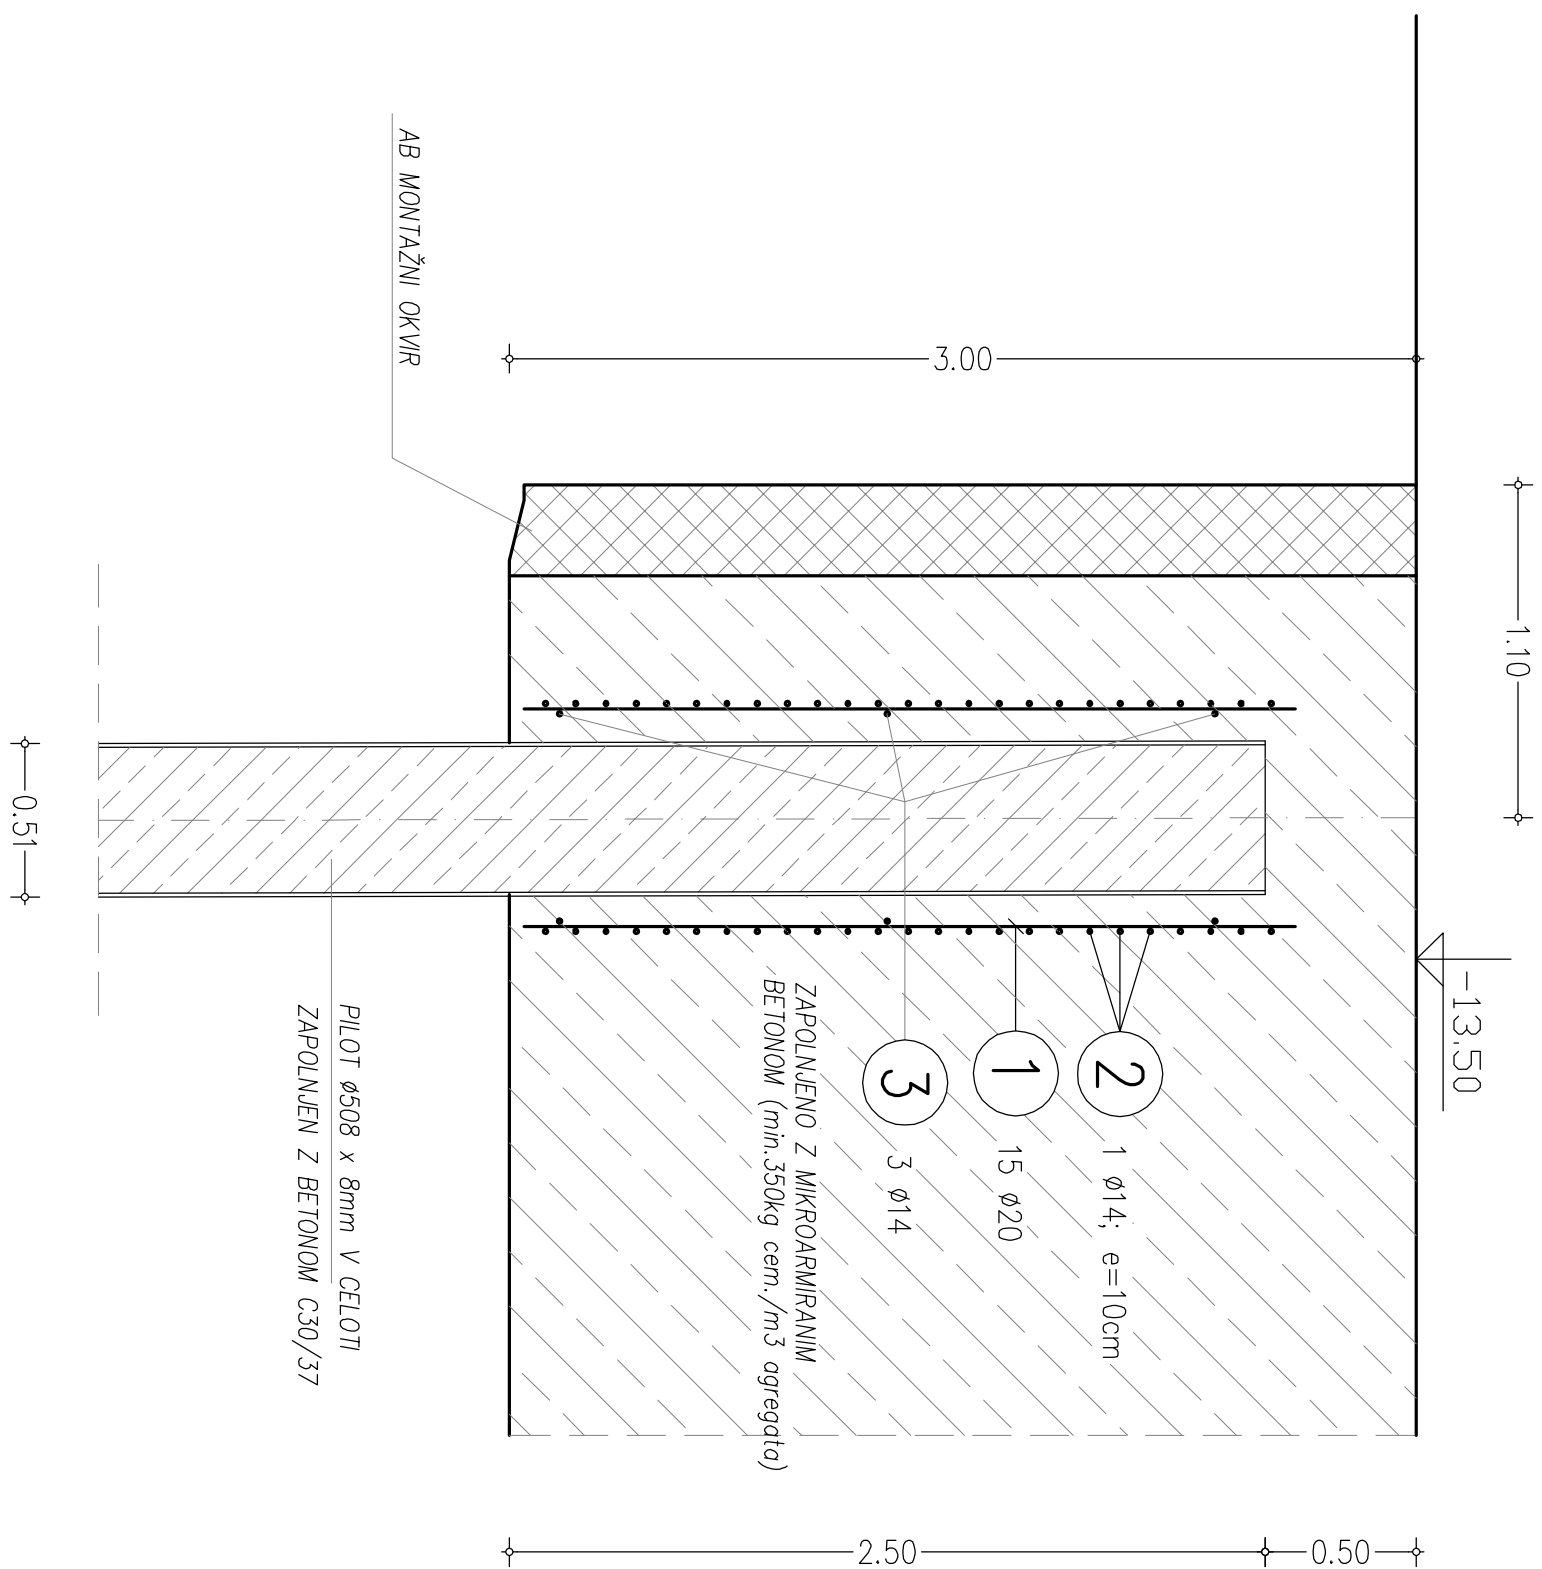 -13.50
1.10
3.00
AB MONTAŽNI OKVIR
2
1 ø14; e=10cm
1
15 ø20
3
3 ø14
ZAPOLNJENO Z MIKROARMIRANIM
BETONOM (min.350kg cem./m3 agregata)
PILOT ø508 x 8mm V CELOTI
ZAPOLNJEN Z BETONOM C30/37
0.51
0.50
2.50